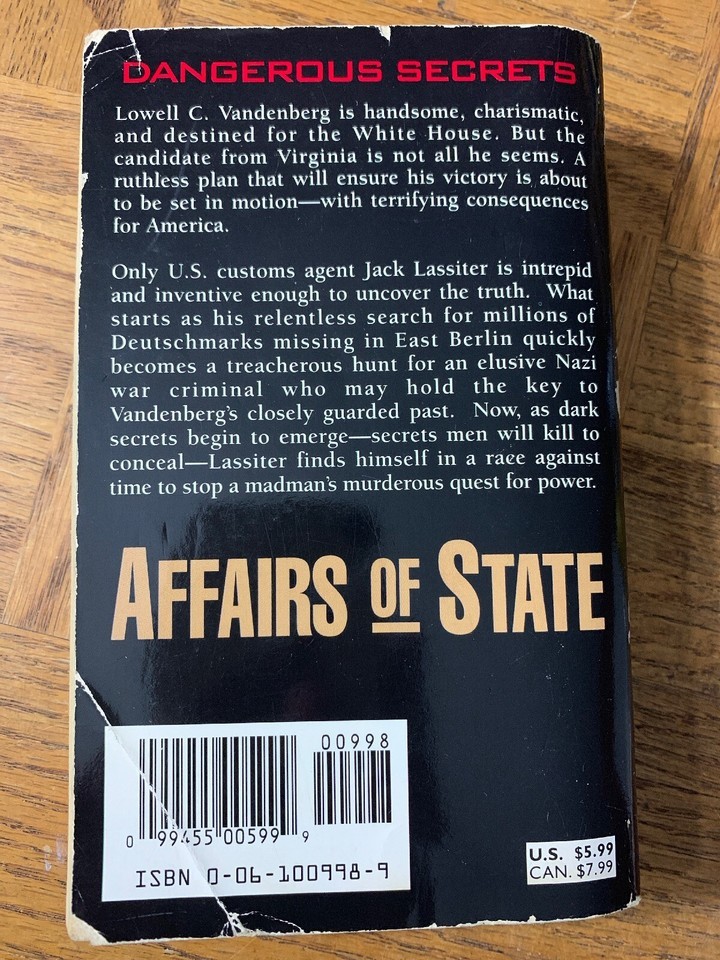 DANGEROUS SECRETS
Lowell C. Vandenberg is handsome, charismatic,
and destined for the White House. But the
candidate from Virginia is not all he seems. A
ruthless plan that will ensure his victory is about
to be set in motion—with terrifying consequences
for America.
Only U.S. customs agent Jack Lassiter is intrepid
and inventive enough to uncover the truth. What
starts as his relentless search for millions of
Deutschmarks missing in East Berlin quickly
becomes a treacherous hunt for an elusive Nazi
war criminal who may hold the key to
Vandenberg's closely guarded past. Now, as dark
secrets begin to emerge—secrets men will kill to
conceal—Lassiter finds himself in a race against
time to stop a madman's murderous quest for power.
AFFAIRS OF STATE
00998
0 99455 00599 9
ISBN 0-06-100998-9
U.S. $5.99
CAN. $7.99